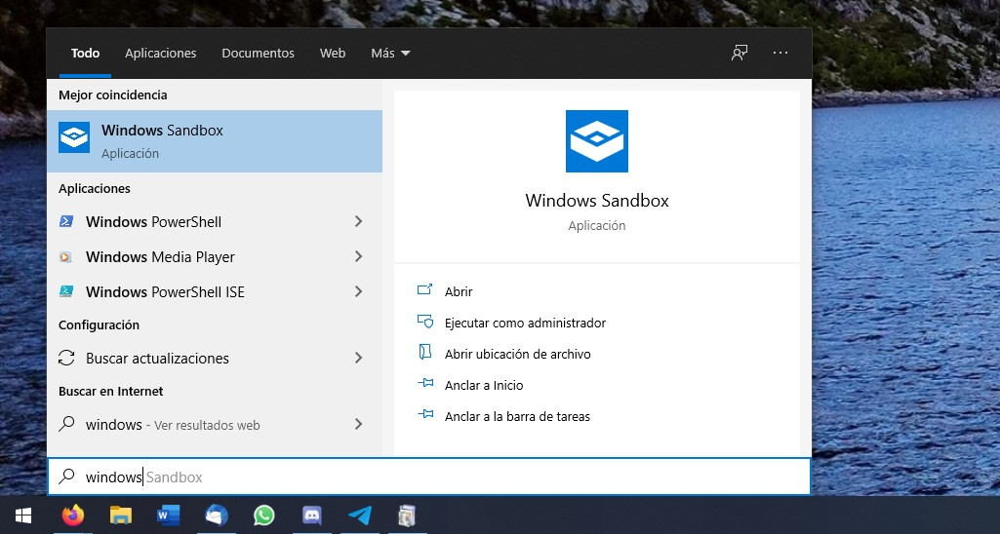 Todo Aplicaciones Documentos Web Más
Mejor coincidencia
Windows Sandbox
Aplicación
Aplicaciones
Windows PowerShell
Windows Media Player
Windows PowerShell ISE
Configuración
Buscar actualizaciones
Buscar en Internet
windows - Ver resultados web
Windows Sandbox
Aplicación
Abrir
Ejecutar como administrador
Abrir ubicación de archivo
Anclar a Inicio
Anclar a la barra de tareas
windows Sandbox